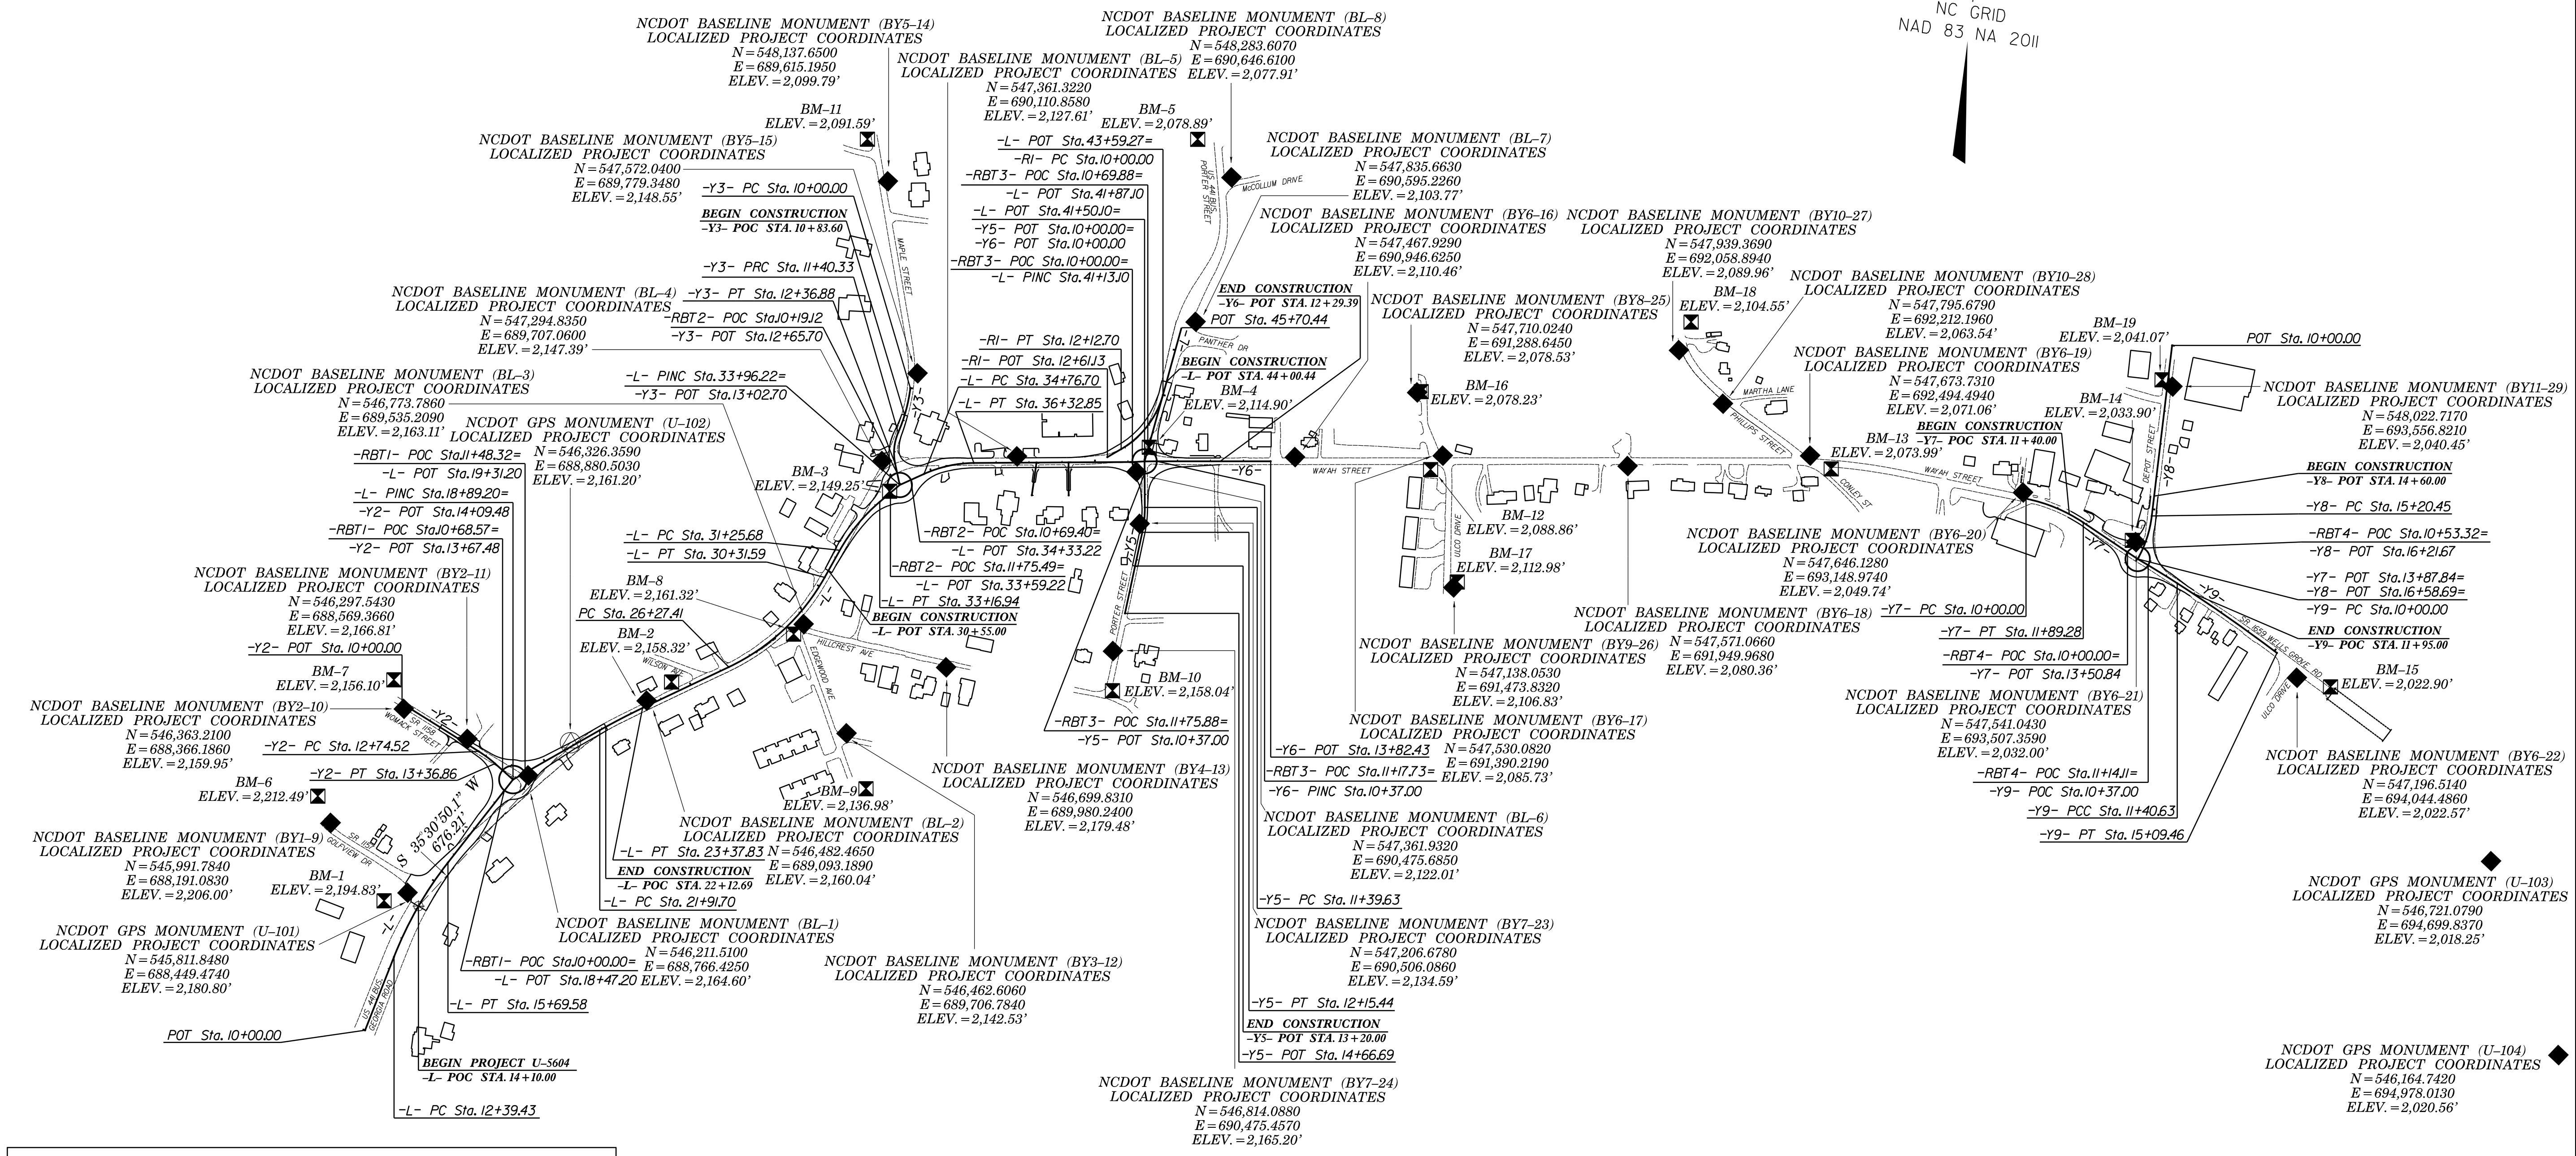 NC GRID
NAD 83 NA 2011
NCDOT BASELINE MONUMENT (BY5-14)
LOCALIZED PROJECT COORDINATES
N=548,137.6500
E=689,615.1950
ELEV.=2,099.79'
NCDOT BASELINE MONUMENT (BL-5)
LOCALIZED PROJECT COORDINATES
N=547,361.3220
E=690,110.8580
ELEV.=2,127.61'
NCDOT BASELINE MONUMENT (BL-8)
LOCALIZED PROJECT COORDINATES
N=548,283.6070
E=690,646.6100
ELEV.=2,077.91'
BM-11
ELEV.=2,091.59'
BM-5
ELEV.=2,078.89'
NCDOT BASELINE MONUMENT (BY5-15)
LOCALIZED PROJECT COORDINATES
N=547,572.0400
E=689,779.3480
ELEV.=2,148.55'
-Y3- PC Sta. 10+00.00
BEGIN CONSTRUCTION
-Y3- POC STA. 10+83.60
-Y3- PRC Sta. 11+40.33
-Y3- PT Sta. 12+36.88
-RBT2- POC Sta.10+19.12
-Y3- POT Sta.12+65.70
-L- PINC Sta.33+96.22=
-Y3- POT Sta.13+02.70
-L- POT Sta.43+59.27=
-R1- PC Sta.10+00.00
-RBT3- POC Sta.10+69.88=
-L- POT Sta.41+87.10
-L- POT Sta.41+50.10=
-Y5- POT Sta.10+00.00=
-Y6- POT Sta.10+00.00
-RBT3- POC Sta.10+00.00=
-L- PINC Sta.41+13.10
MAPLE STREET
US 441 BUS
PORTER STREET
McCOLLUM DRIVE
NCDOT BASELINE MONUMENT (BL-7)
LOCALIZED PROJECT COORDINATES
N=547,835.6630
E=690,595.2260
ELEV.=2,103.77'
NCDOT BASELINE MONUMENT (BY6-16)
LOCALIZED PROJECT COORDINATES
N=547,467.9290
E=690,946.6250
ELEV.=2,110.46'
END CONSTRUCTION
-Y6- POT STA. 12+29.39
POT Sta. 45+70.44
PANTHER DR
BEGIN CONSTRUCTION
-L- POT STA. 44+00.44
-L-
-R1- PT Sta. 12+12.70
-R1- POT Sta. 12+61.13
-L- PC Sta. 34+76.70
-L- PT Sta. 36+32.85
BM-4
ELEV.=2,114.90'
-Y3-
NCDOT BASELINE MONUMENT (BY10-27)
LOCALIZED PROJECT COORDINATES
N=547,939.3690
E=692,058.8940
ELEV.=2,089.96'
BM-18
ELEV.=2,104.55'
NCDOT BASELINE MONUMENT (BY8-25)
LOCALIZED PROJECT COORDINATES
N=547,710.0240
E=691,288.6450
ELEV.=2,078.53'
BM-16
ELEV.=2,078.23'
NCDOT BASELINE MONUMENT (BY10-28)
LOCALIZED PROJECT COORDINATES
N=547,795.6790
E=692,212.1960
ELEV.=2,063.54'
NCDOT BASELINE MONUMENT (BY6-19)
LOCALIZED PROJECT COORDINATES
N=547,673.7310
E=692,494.4940
ELEV.=2,071.06'
MARTHA LANE
PHILLIPS STREET
BM-19
ELEV.=2,041.07'
POT Sta. 10+00.00
BM-14
ELEV.=2,033.90'
BEGIN CONSTRUCTION
-Y7- POC STA. 11+40.00
BM-13
ELEV.=2,073.99'
NCDOT BASELINE MONUMENT (BY11-29)
LOCALIZED PROJECT COORDINATES
N=548,022.7170
E=693,556.8210
ELEV.=2,040.45'
BEGIN CONSTRUCTION
-Y8- POT STA. 14+60.00
-Y8- PC Sta. 15+20.45
-RBT4- POC Sta.10+53.32=
-Y8- POT Sta.16+21.67
-Y7- POT Sta.13+87.84=
-Y8- POT Sta.16+58.69=
-Y9- PC Sta.10+00.00
END CONSTRUCTION
-Y9- POC STA. 11+95.00
DEPOT STREET
-Y8-
-Y7-
-Y9-
SR 1659 WELLS GROVE RD
ULCO DRIVE
WAYAH STREET
WAYAH STREET
CONLEY ST
-Y6-
NCDOT BASELINE MONUMENT (BL-4)
LOCALIZED PROJECT COORDINATES
N=547,294.8350
E=689,707.0600
ELEV.=2,147.39'
NCDOT BASELINE MONUMENT (BL-3)
LOCALIZED PROJECT COORDINATES
N=546,773.7860
E=689,535.2090
ELEV.=2,163.11'
NCDOT GPS MONUMENT (U-102)
LOCALIZED PROJECT COORDINATES
N=546,326.3590
E=688,880.5030
ELEV.=2,161.20'
BM-3
ELEV.=2,149.25'
-RBT1- POC Sta.11+48.32=
-L- POT Sta.19+31.20
-L- PINC Sta.18+89.20=
-Y2- POT Sta.14+09.48
-RBT1- POC Sta.10+68.57=
-Y2- POT Sta.13+67.48
-L- PC Sta. 31+25.68
-L- PT Sta. 30+31.59
BM-8
ELEV.=2,161.32'
PC Sta. 26+27.41
BM-2
ELEV.=2,158.32'
WILSON AVE
HILLCREST AVE
EDGEWOOD AVE
-L-
-RBT2- POC Sta.10+69.40=
-L- POT Sta.34+33.22
-RBT2- POC Sta.11+75.49=
-L- POT Sta.33+59.22
-L- PT Sta. 33+16.94
BEGIN CONSTRUCTION
-L- POT STA. 30+55.00
NCDOT BASELINE MONUMENT (BY2-11)
LOCALIZED PROJECT COORDINATES
N=546,297.5430
E=688,569.3660
ELEV.=2,166.81'
-Y2- POT Sta. 10+00.00
BM-7
ELEV.=2,156.10'
NCDOT BASELINE MONUMENT (BY2-10)
LOCALIZED PROJECT COORDINATES
N=546,363.2100
E=688,366.1860
ELEV.=2,159.95'
-Y2-
SR 1158
WOMACK STREET
-Y2- PC Sta. 12+74.52
-Y2- PT Sta. 13+36.86
BM-6
ELEV.=2,212.49'
NCDOT BASELINE MONUMENT (BY1-9)
LOCALIZED PROJECT COORDINATES
N=545,991.7840
E=688,191.0830
ELEV.=2,206.00'
GOLFVIEW DR
S 35°30'50.1" W
676.21'
BM-1
ELEV.=2,194.83'
NCDOT GPS MONUMENT (U-101)
LOCALIZED PROJECT COORDINATES
N=545,811.8480
E=688,449.4740
ELEV.=2,180.80'
-L-
US 441 BUS
GEORGIA ROAD
POT Sta. 10+00.00
BEGIN PROJECT U-5604
-L- POC STA. 14+10.00
-L- PC Sta. 12+39.43
-L- PT Sta. 15+69.58
-RBT1- POC Sta.10+00.00=
-L- POT Sta.18+47.20
NCDOT BASELINE MONUMENT (BL-1)
LOCALIZED PROJECT COORDINATES
N=546,211.5100
E=688,766.4250
ELEV.=2,164.60'
-L- PT Sta. 23+37.83
END CONSTRUCTION
-L- POC STA. 22+12.69
-L- PC Sta. 21+91.70
NCDOT BASELINE MONUMENT (BL-2)
LOCALIZED PROJECT COORDINATES
N=546,482.4650
E=689,093.1890
ELEV.=2,160.04'
BM-9
ELEV.=2,136.98'
NCDOT BASELINE MONUMENT (BY3-12)
LOCALIZED PROJECT COORDINATES
N=546,462.6060
E=689,706.7840
ELEV.=2,142.53'
NCDOT BASELINE MONUMENT (BY4-13)
LOCALIZED PROJECT COORDINATES
N=546,699.8310
E=689,980.2400
ELEV.=2,179.48'
-Y5-
PORTER STREET
BM-10
ELEV.=2,158.04'
-RBT3- POC Sta.11+75.88=
-Y5- POT Sta.10+37.00
-Y6- POT Sta. 13+82.43
-RBT3- POC Sta.11+17.73=
-Y6- PINC Sta.10+37.00
NCDOT BASELINE MONUMENT (BL-6)
LOCALIZED PROJECT COORDINATES
N=547,361.9320
E=690,475.6850
ELEV.=2,122.01'
-Y5- PC Sta. 11+39.63
NCDOT BASELINE MONUMENT (BY7-23)
LOCALIZED PROJECT COORDINATES
N=547,206.6780
E=690,506.0860
ELEV.=2,134.59'
-Y5- PT Sta. 12+15.44
END CONSTRUCTION
-Y5- POT STA. 13+20.00
-Y5- POT Sta. 14+66.69
NCDOT BASELINE MONUMENT (BY7-24)
LOCALIZED PROJECT COORDINATES
N=546,814.0880
E=690,475.4570
ELEV.=2,165.20'
BM-12
ELEV.=2,088.86'
BM-17
ELEV.=2,112.98'
ULCO DRIVE
NCDOT BASELINE MONUMENT (BY9-26)
LOCALIZED PROJECT COORDINATES
N=547,138.0530
E=691,473.8320
ELEV.=2,106.83'
NCDOT BASELINE MONUMENT (BY6-17)
LOCALIZED PROJECT COORDINATES
N=547,530.0820
E=691,390.2190
ELEV.=2,085.73'
NCDOT BASELINE MONUMENT (BY6-18)
LOCALIZED PROJECT COORDINATES
N=547,571.0660
E=691,949.9680
ELEV.=2,080.36'
NCDOT BASELINE MONUMENT (BY6-20)
LOCALIZED PROJECT COORDINATES
N=547,646.1280
E=693,148.9740
ELEV.=2,049.74'
-Y7- PC Sta. 10+00.00
-Y7- PT Sta. 11+89.28
-RBT4- POC Sta.10+00.00=
-Y7- POT Sta.13+50.84
NCDOT BASELINE MONUMENT (BY6-21)
LOCALIZED PROJECT COORDINATES
N=547,541.0430
E=693,507.3590
ELEV.=2,032.00'
-RBT4- POC Sta.11+14.11=
-Y9- POC Sta.10+37.00
-Y9- PCC Sta. 11+40.63
-Y9- PT Sta. 15+09.46
BM-15
ELEV.=2,022.90'
NCDOT BASELINE MONUMENT (BY6-22)
LOCALIZED PROJECT COORDINATES
N=547,196.5140
E=694,044.4860
ELEV.=2,022.57'
NCDOT GPS MONUMENT (U-103)
LOCALIZED PROJECT COORDINATES
N=546,721.0790
E=694,699.8370
ELEV.=2,018.25'
NCDOT GPS MONUMENT (U-104)
LOCALIZED PROJECT COORDINATES
N=546,164.7420
E=694,978.0130
ELEV.=2,020.56'